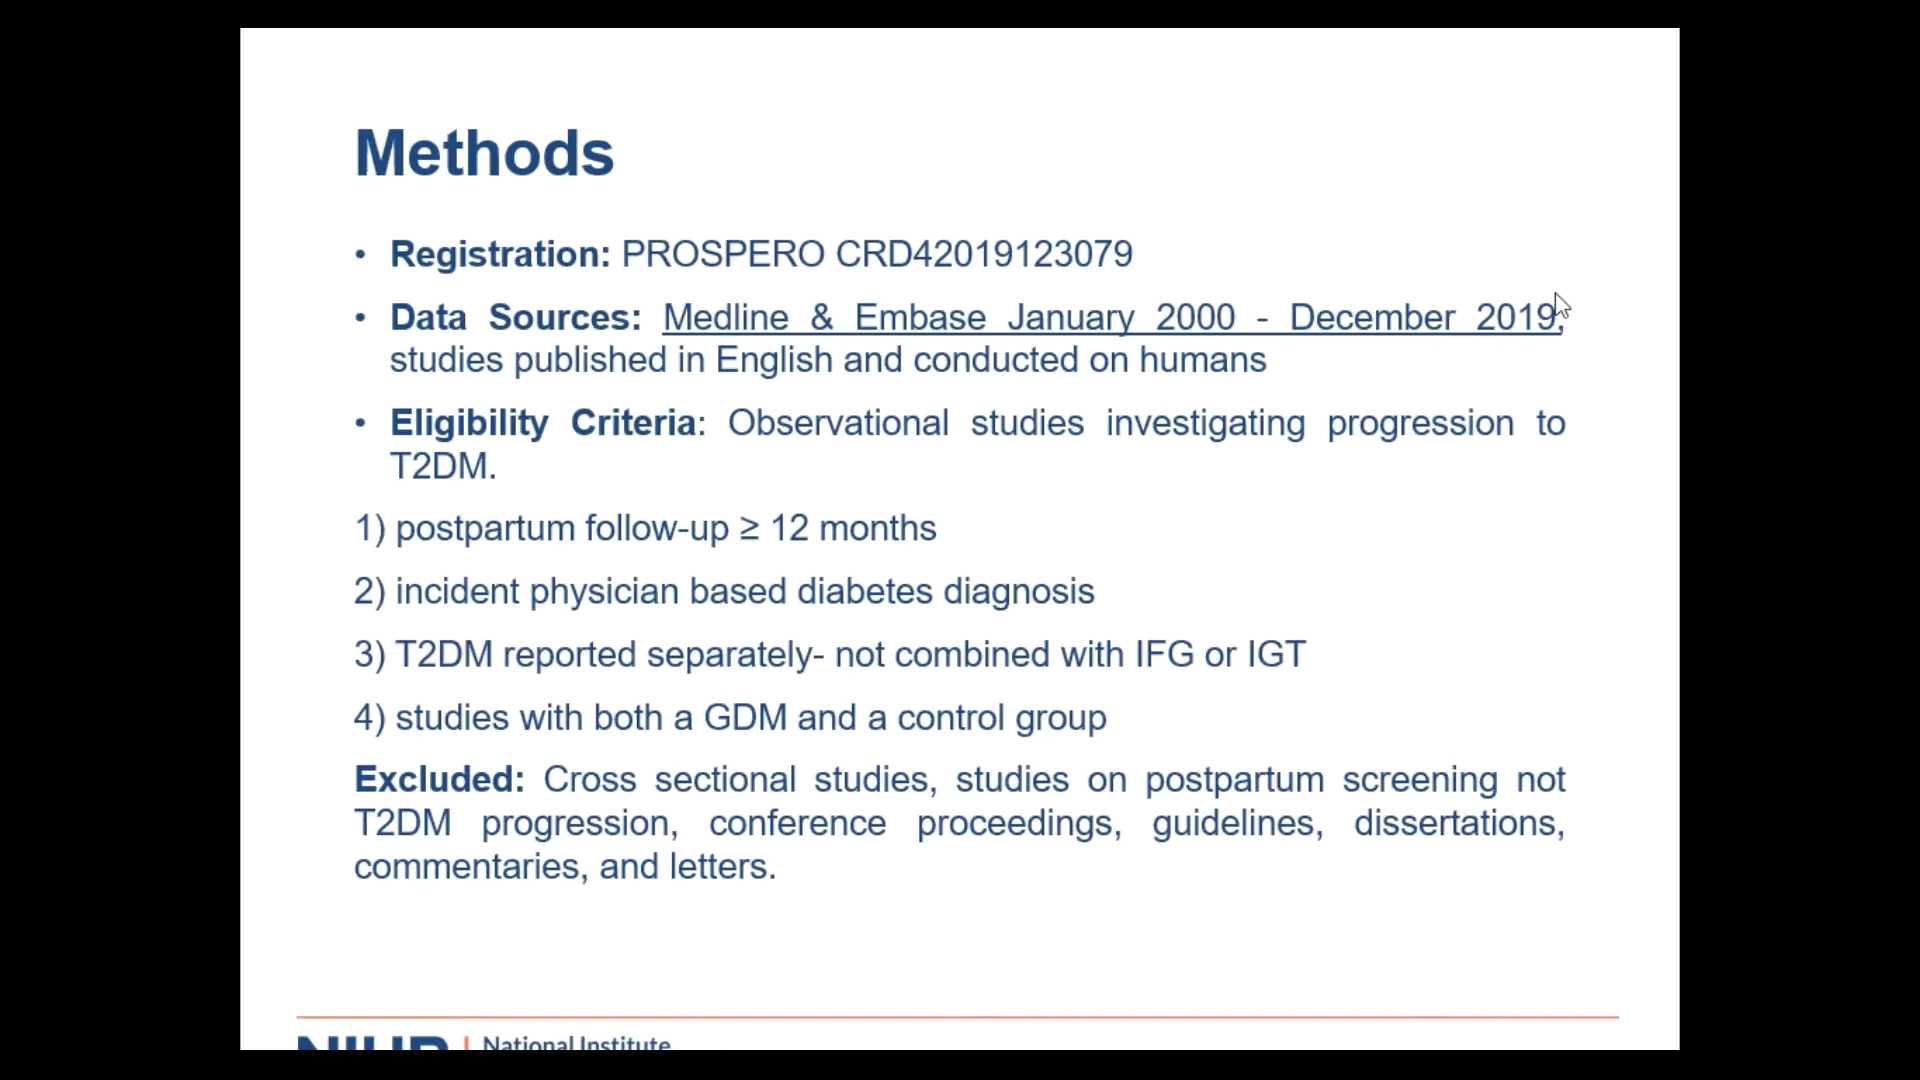 Methods
• Registration: PROSPERO CRD42019123079
• Data Sources: Medline & Embase January 2000 - December 2019,
studies published in English and conducted on humans
• Eligibility Criteria: Observational studies investigating progression to
T2DM.
1) postpartum follow-up ≥ 12 months
2) incident physician based diabetes diagnosis
3) T2DM reported separately- not combined with IFG or IGT
4) studies with both a GDM and a control group
Excluded: Cross sectional studies, studies on postpartum screening not
T2DM progression, conference proceedings, guidelines, dissertations,
commentaries, and letters.
NIHR | National Institute